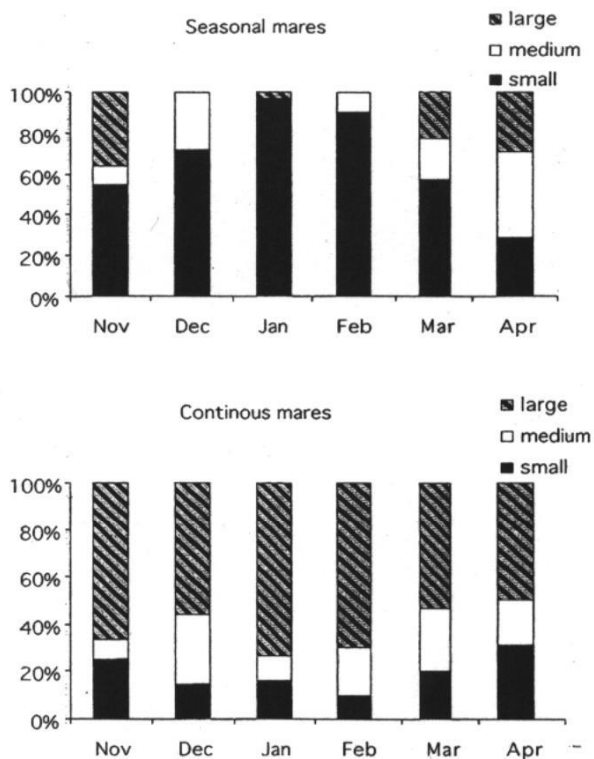 Seasonal mares
large
medium
small
100%
80%
60%
40%
20%
0%
Nov Dec Jan Feb Mar Apr
Continous mares
large
medium
small
100%
80%
60%
40%
20%
0%
Nov Dec Jan Feb Mar Apr